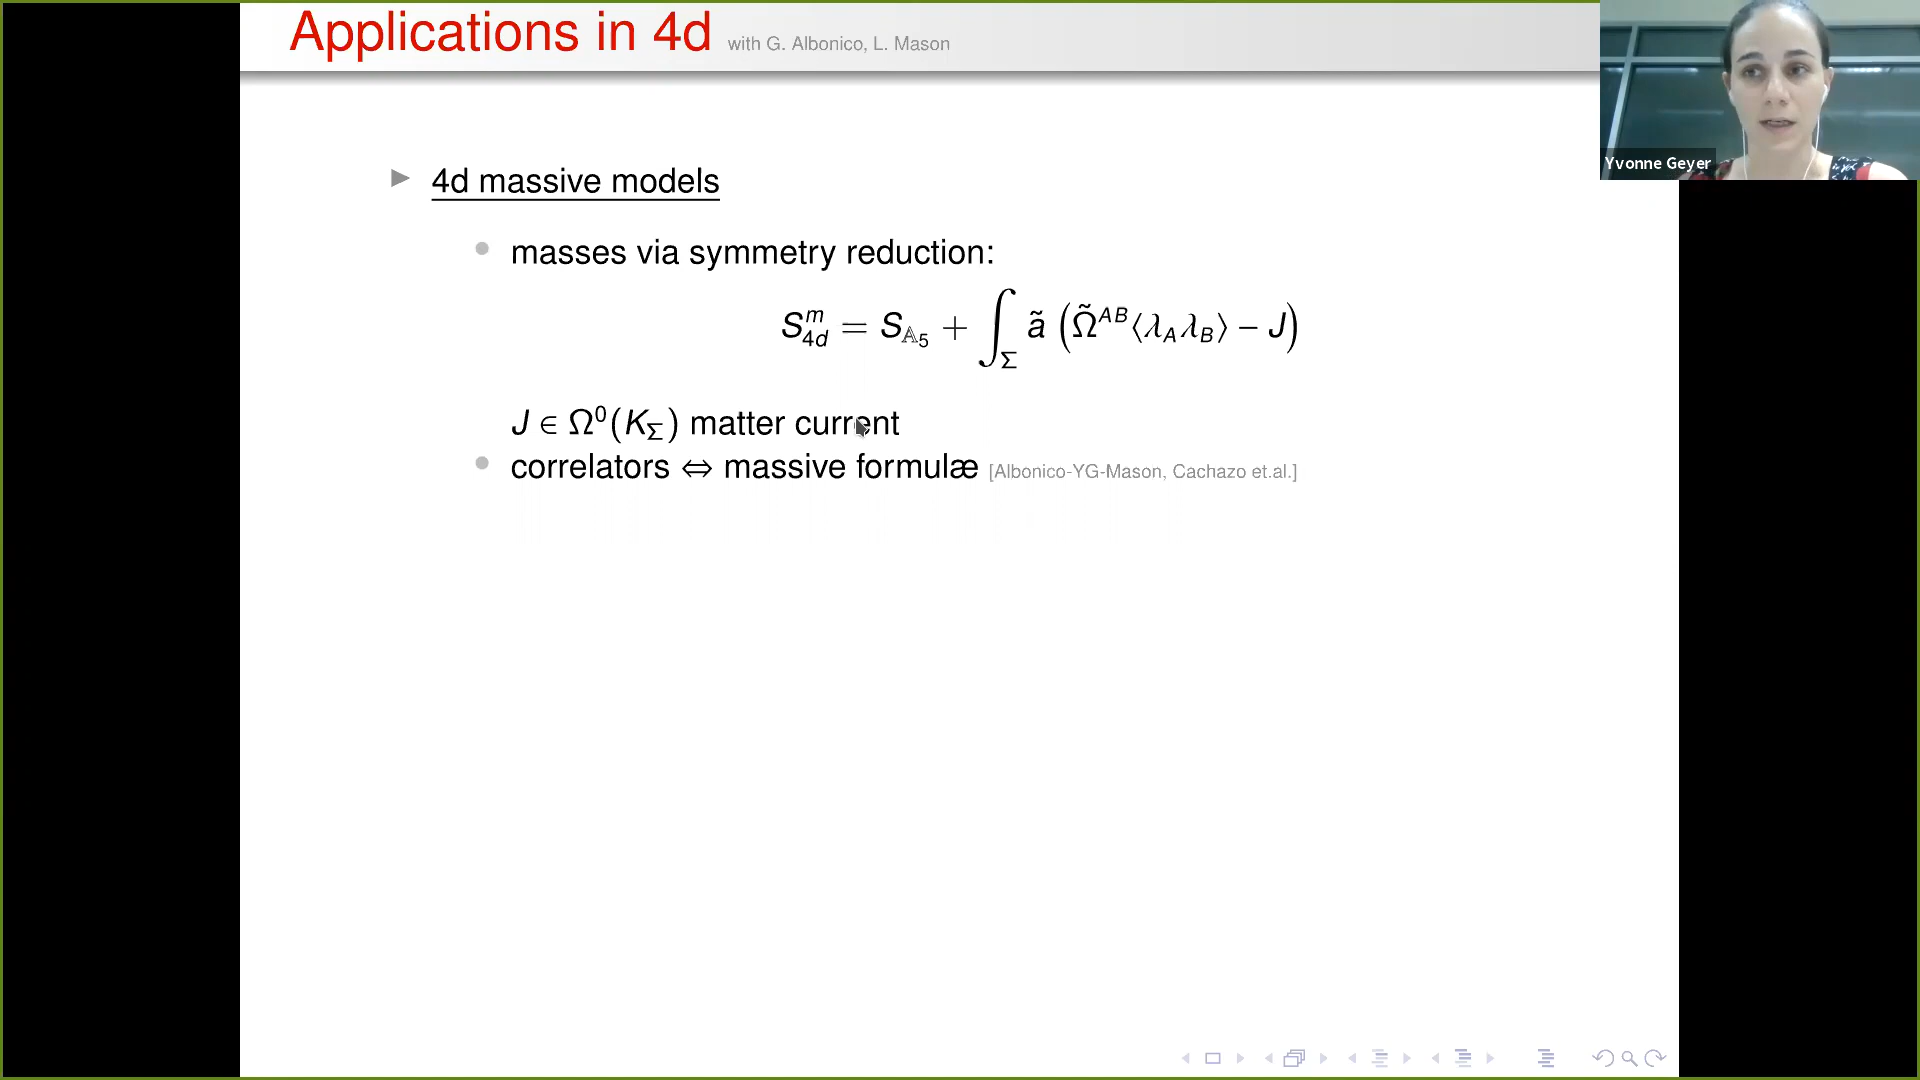 Applications in 4d with G. Albonico, L. Mason
Yvonne Geyer
4d massive models
masses via symmetry reduction:
S_{4d}^{m} = S_{𝔸_5} + ∫_Σ ã (Ω̃^{AB}⟨λ_A λ_B⟩ − J)
J ∈ Ω^0(K_Σ) matter current
correlators ⇔ massive formulæ [Albonico-YG-Mason, Cachazo et.al.]